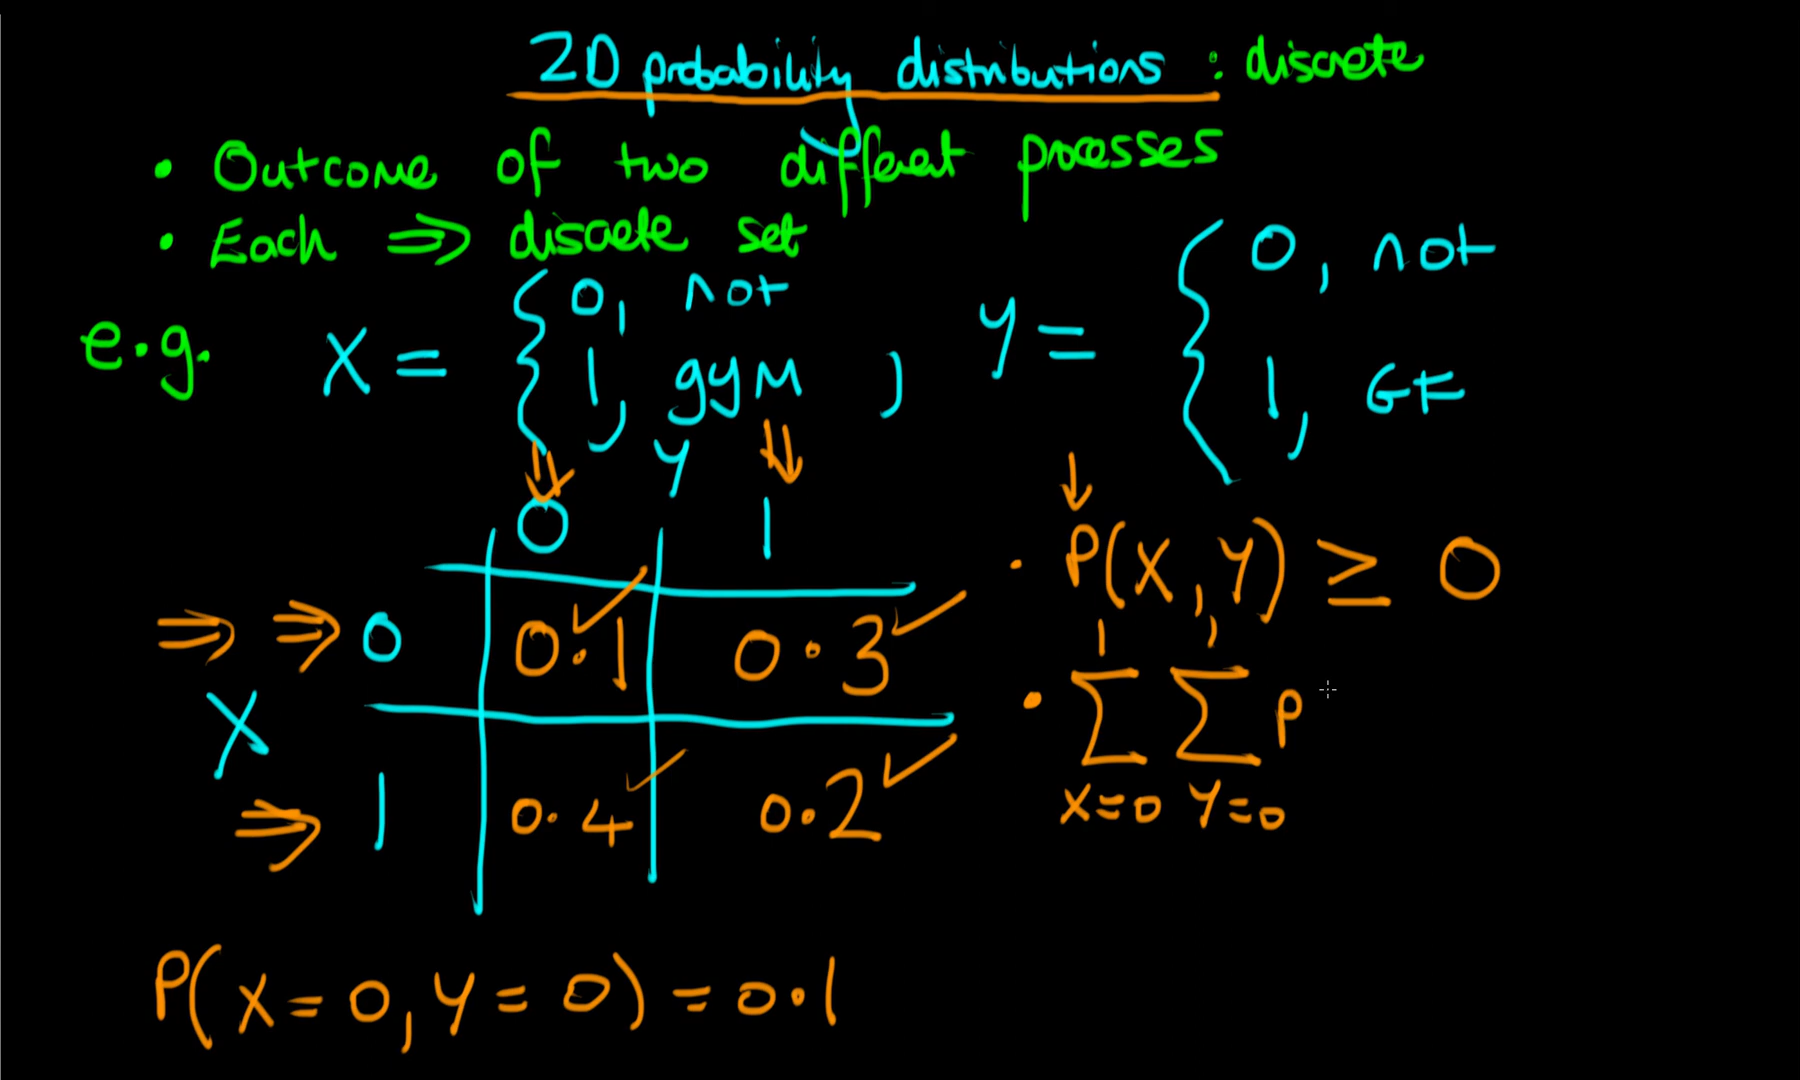 2D probability distributions : discrete
• Outcome of two different processes
• Each ⇒ discrete set
e.g. X = { 0, not
1, gym , Y = { 0, not
1, GF
Y
0 1
⇒ ⇒ 0 0.1 0.3
X
⇒ 1 0.4 0.2
• P(X,Y) ≥ 0
1 1
• Σ Σ P
X=0 Y=0
P(X=0,Y=0) = 0.1